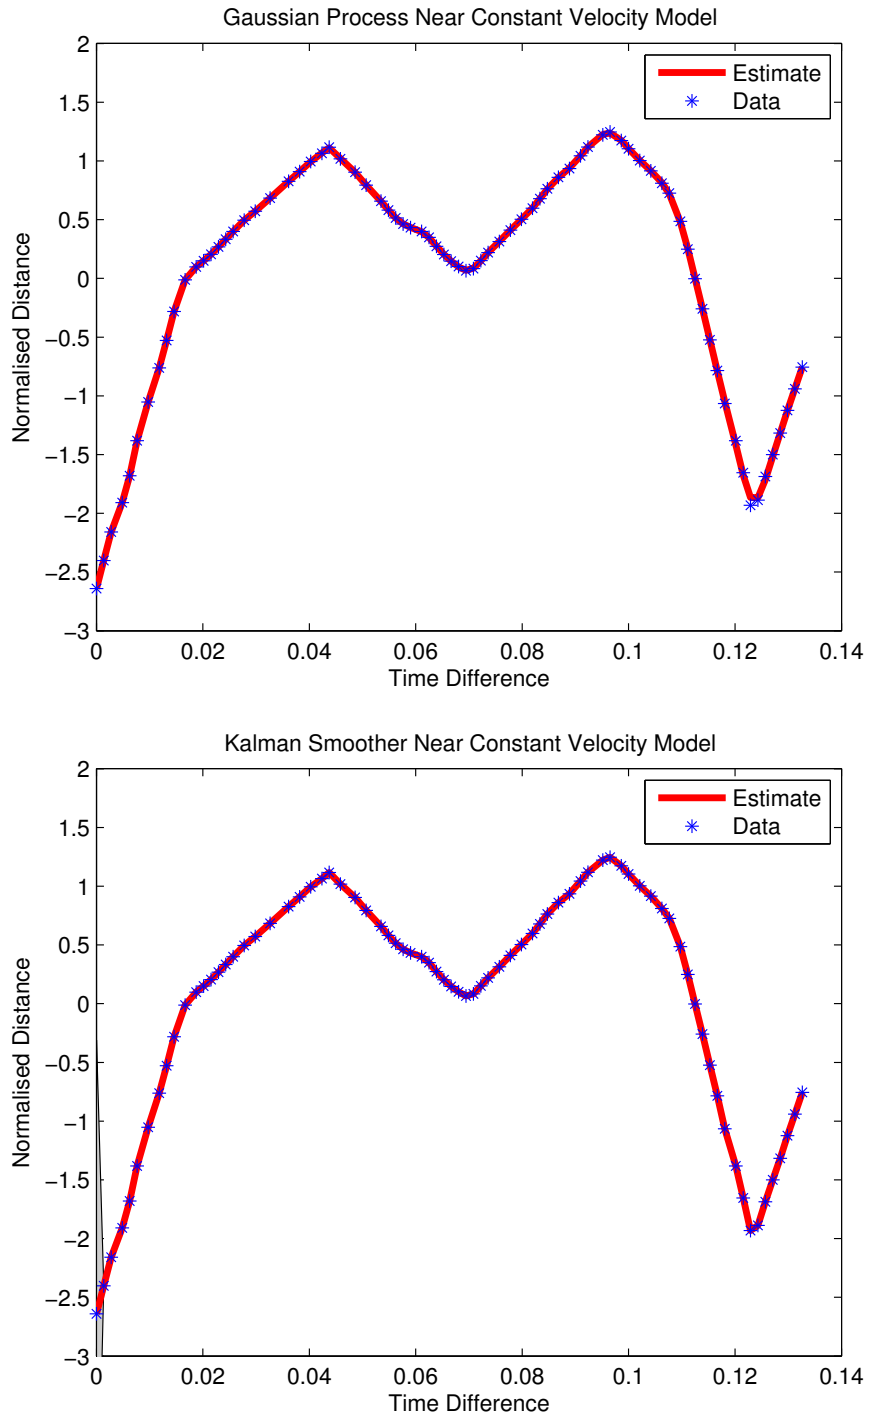 Gaussian Process Near Constant Velocity Model
2
1.5
1
0.5
0
−0.5
−1
−1.5
−2
−2.5
−3
Normalised Distance
Estimate
Data
0 0.02 0.04 0.06 0.08 0.1 0.12 0.14
Time Difference
Kalman Smoother Near Constant Velocity Model
2
1.5
1
0.5
0
−0.5
−1
−1.5
−2
−2.5
−3
Normalised Distance
Estimate
Data
0 0.02 0.04 0.06 0.08 0.1 0.12 0.14
Time Difference